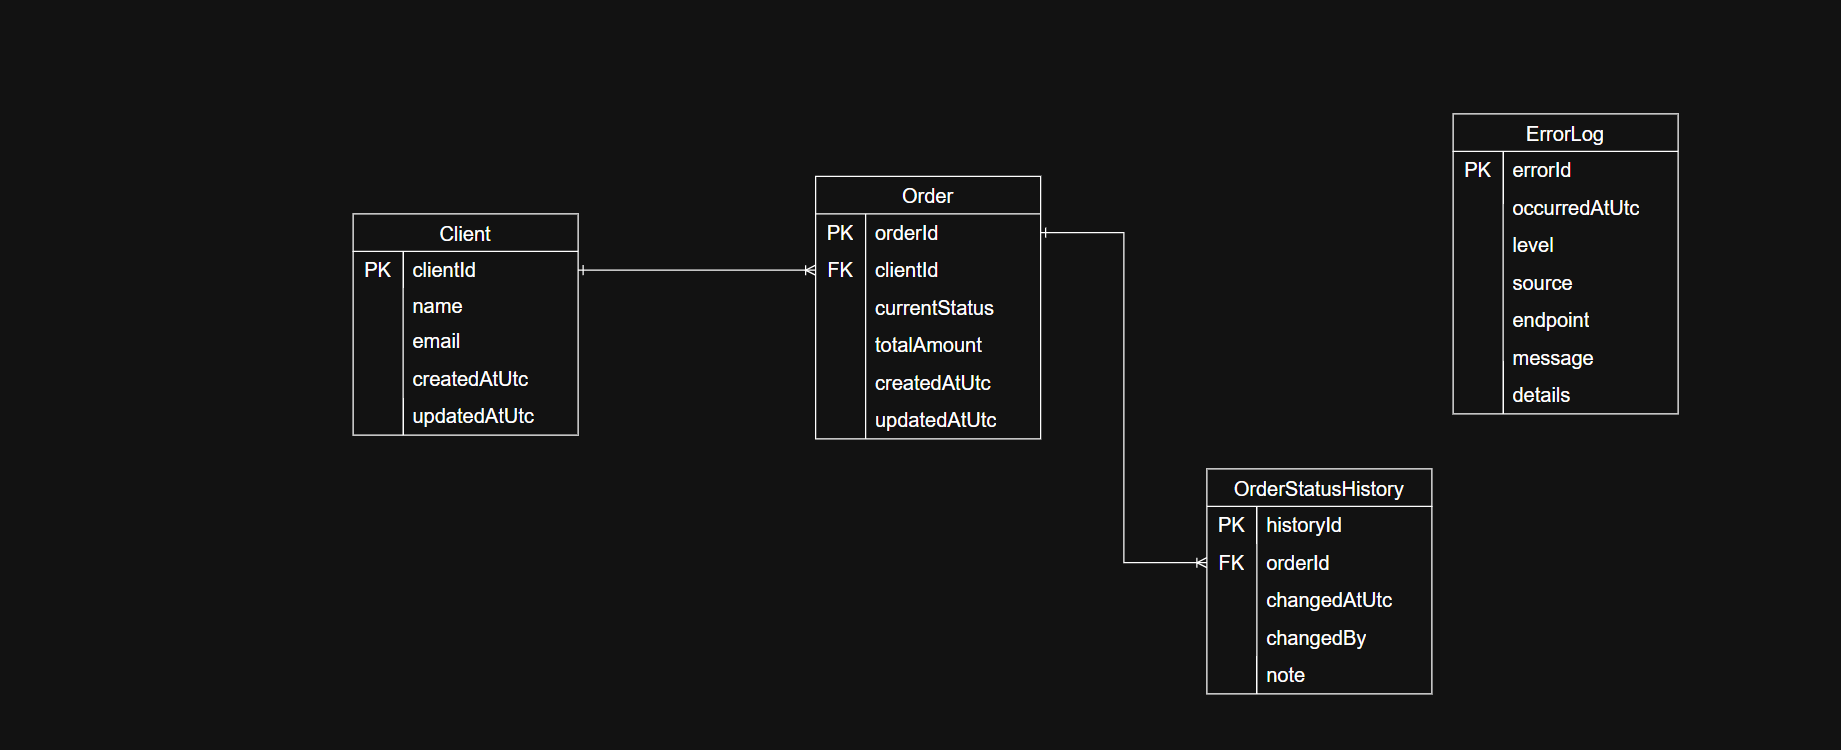 Client
PK clientId
name
email
createdAtUtc
updatedAtUtc
Order
PK orderId
FK clientId
currentStatus
totalAmount
createdAtUtc
updatedAtUtc
OrderStatusHistory
PK historyId
FK orderId
changedAtUtc
changedBy
note
ErrorLog
PK errorId
occurredAtUtc
level
source
endpoint
message
details